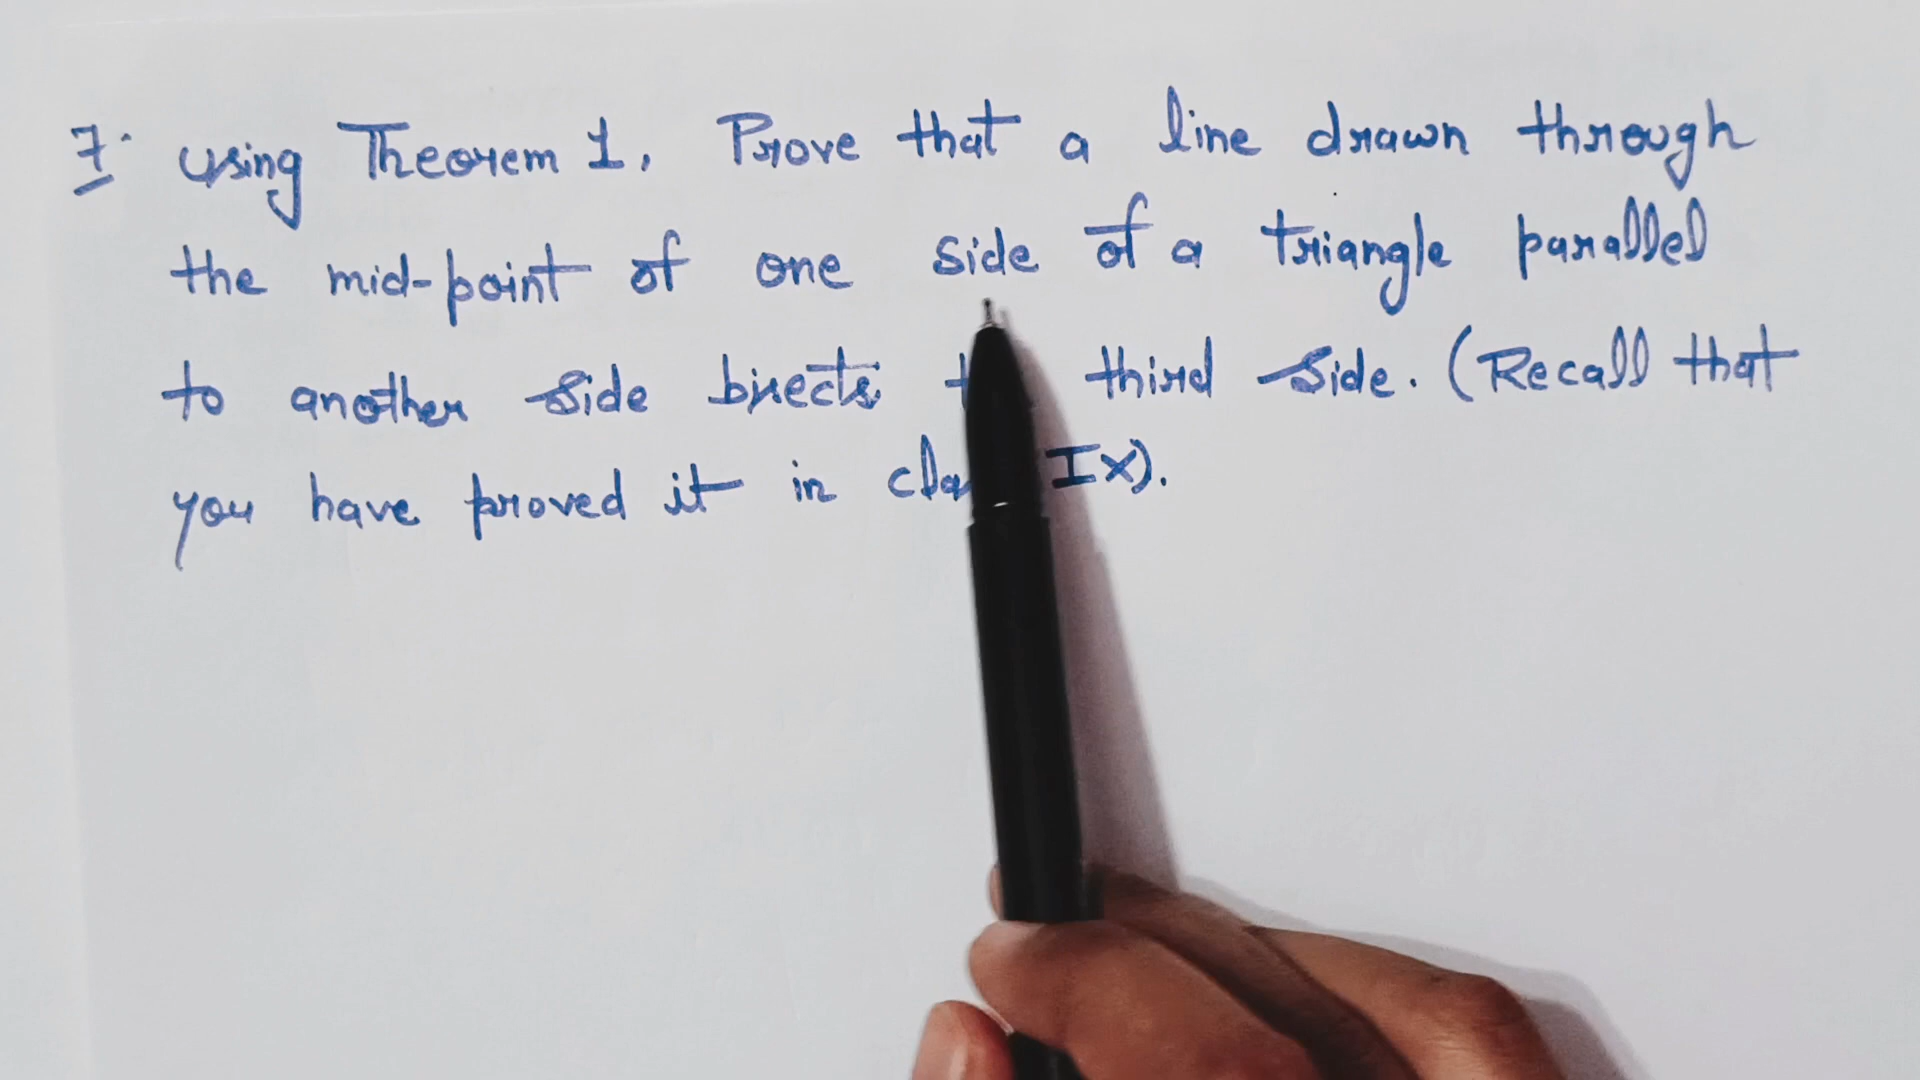 7. Using Theorem 1, Prove that a line drawn through
the mid-point of one side of a triangle parallel
to another side bisects third side. (Recall that
you have proved it in IX).